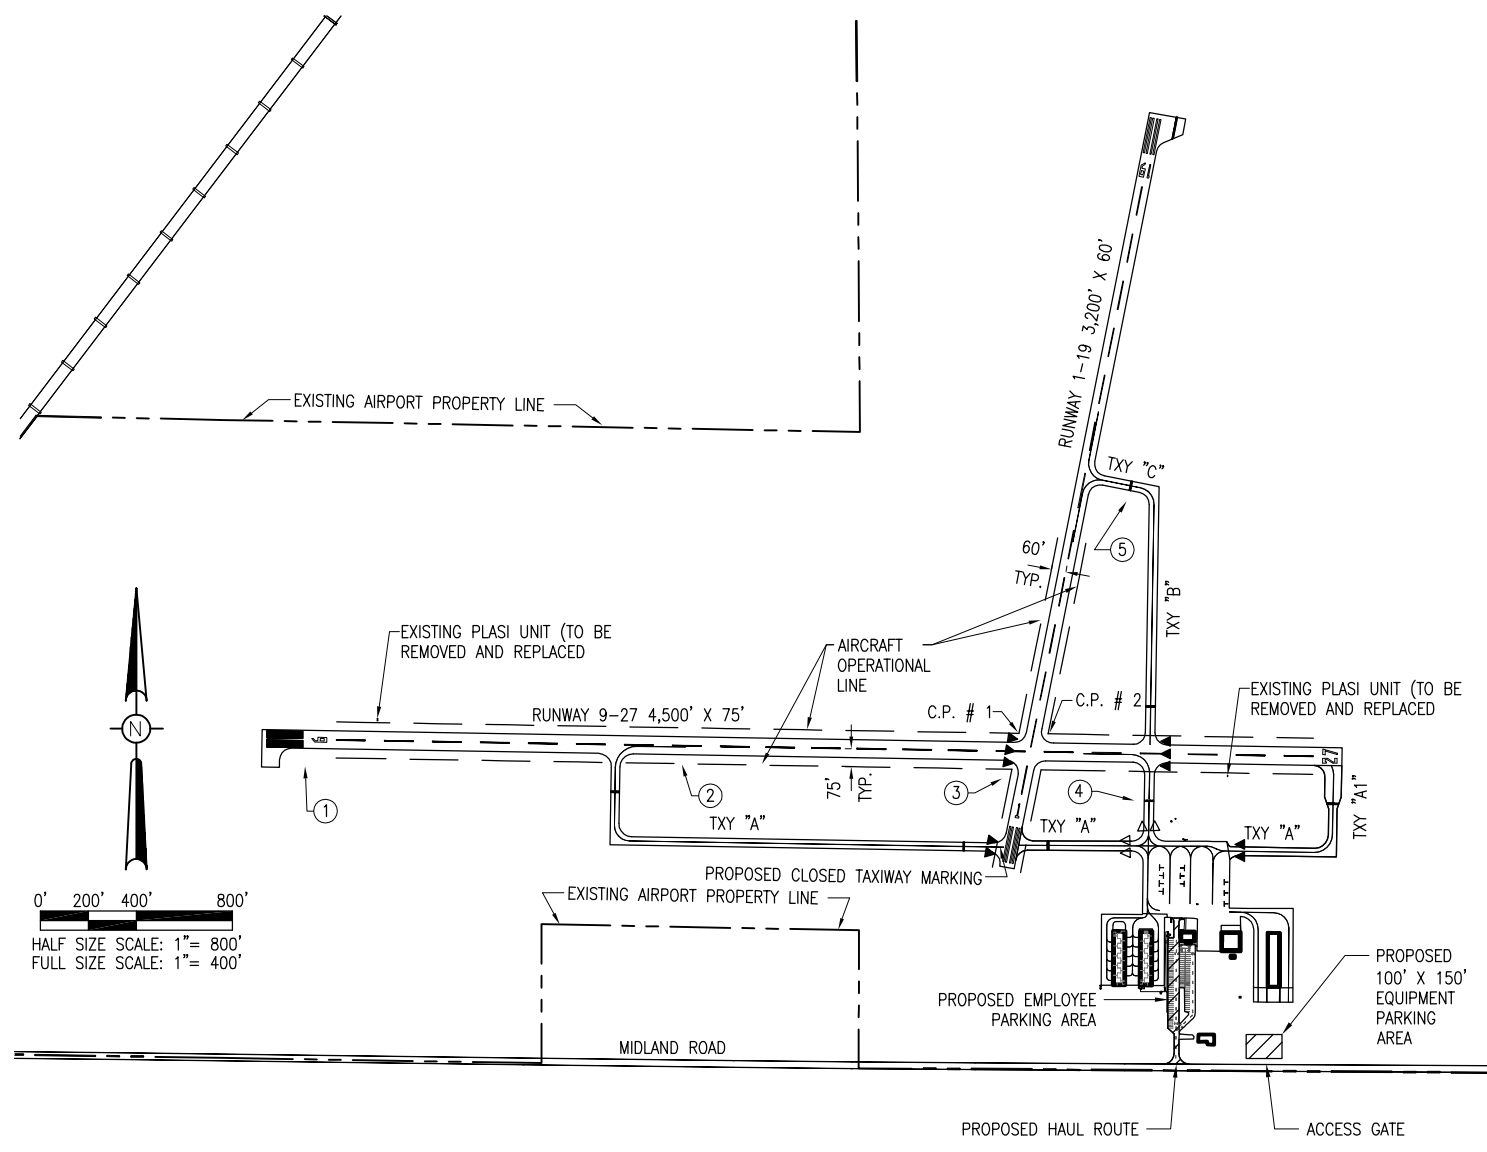 19
RUNWAY 1-19 3,200' X 60'
EXISTING AIRPORT PROPERTY LINE
TXY "C"
60'
TYP.
5
TXY "B"
EXISTING PLASI UNIT (TO BE
REMOVED AND REPLACED
AIRCRAFT
OPERATIONAL
LINE
EXISTING PLASI UNIT (TO BE
REMOVED AND REPLACED
C.P. # 1
C.P. # 2
RUNWAY 9-27 4,500' X 75'
N
9
27
1
2
75'
TYP.
3
4
TXY "A1"
TXY "A"
1
TXY "A"
TXY "A"
PROPOSED CLOSED TAXIWAY MARKING
EXISTING AIRPORT PROPERTY LINE
0' 200' 400' 800'
HALF SIZE SCALE: 1"= 800'
FULL SIZE SCALE: 1"= 400'
PROPOSED
100' X 150'
EQUIPMENT
PARKING
AREA
PROPOSED EMPLOYEE
PARKING AREA
MIDLAND ROAD
PROPOSED HAUL ROUTE
ACCESS GATE